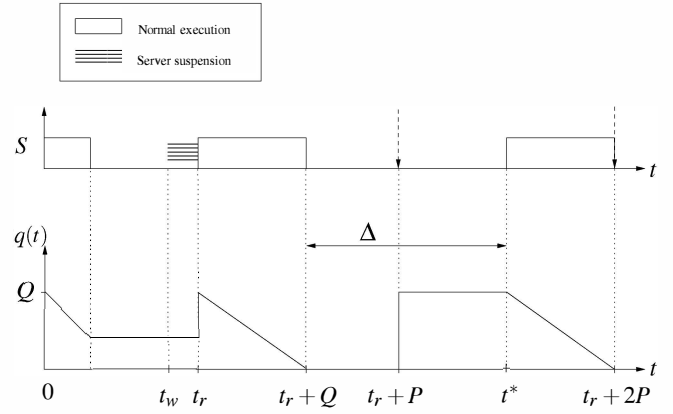 Normal execution
Server suspension
S
t
Δ
q(t)
Q
t
0 t_w t_r t_r + Q t_r + P t* t_r + 2P